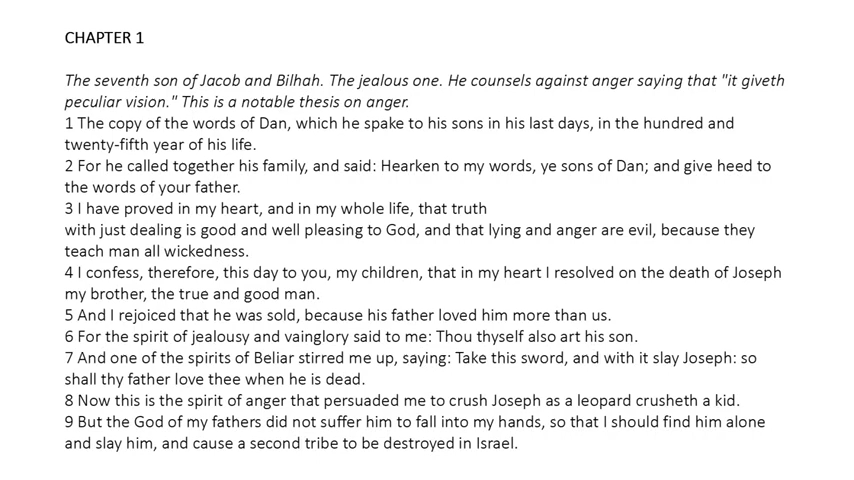 CHAPTER 1
The seventh son of Jacob and Bilhah. The jealous one. He counsels against anger saying that "it giveth
peculiar vision." This is a notable thesis on anger.
1 The copy of the words of Dan, which he spake to his sons in his last days, in the hundred and
twenty-fifth year of his life.
2 For he called together his family, and said: Hearken to my words, ye sons of Dan; and give heed to
the words of your father.
3 I have proved in my heart, and in my whole life, that truth
with just dealing is good and well pleasing to God, and that lying and anger are evil, because they
teach man all wickedness.
4 I confess, therefore, this day to you, my children, that in my heart I resolved on the death of Joseph
my brother, the true and good man.
5 And I rejoiced that he was sold, because his father loved him more than us.
6 For the spirit of jealousy and vainglory said to me: Thou thyself also art his son.
7 And one of the spirits of Beliar stirred me up, saying: Take this sword, and with it slay Joseph: so
shall thy father love thee when he is dead.
8 Now this is the spirit of anger that persuaded me to crush Joseph as a leopard crusheth a kid.
9 But the God of my fathers did not suffer him to fall into my hands, so that I should find him alone
and slay him, and cause a second tribe to be destroyed in Israel.